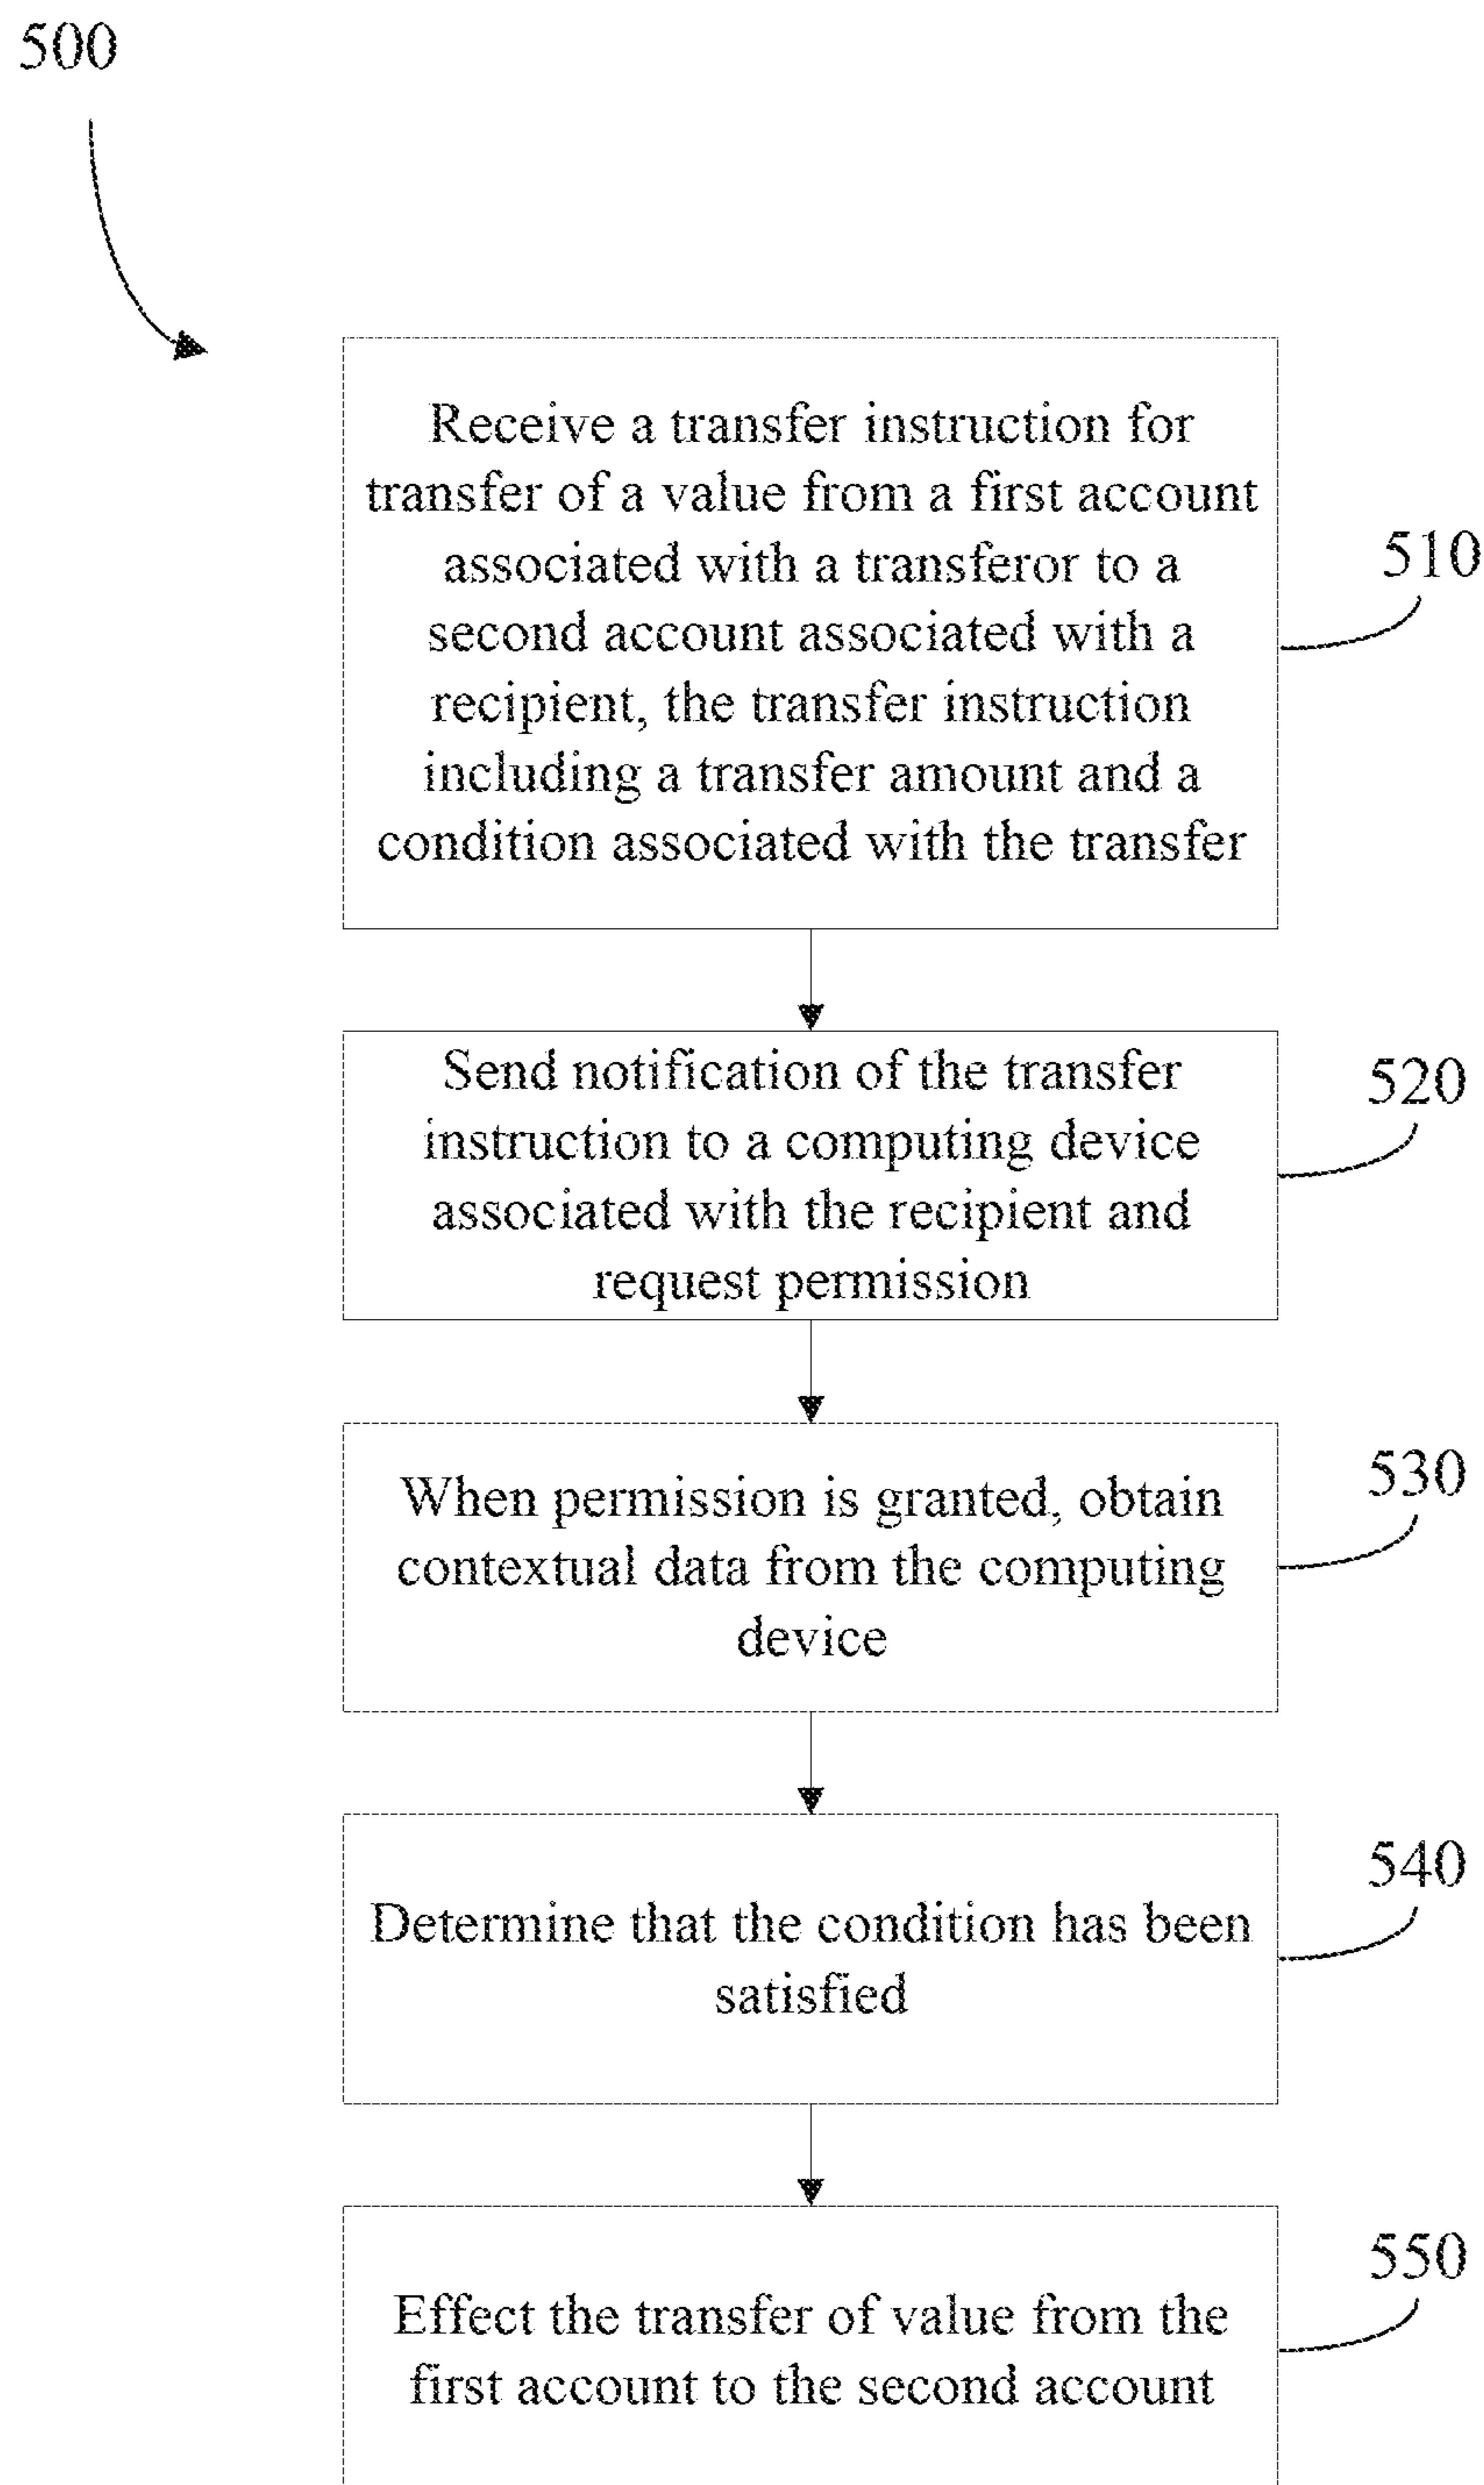 500
Receive a transfer instruction for
transfer of a value from a first account
associated with a transferor to a
second account associated with a
recipient, the transfer instruction
including a transfer amount and a
condition associated with the transfer
510
Send notification of the transfer
instruction to a computing device
associated with the recipient and
request permission
520
When permission is granted, obtain
contextual data from the computing
device
530
Determine that the condition has been
satisfied
540
Effect the transfer of value from the
first account to the second account
550